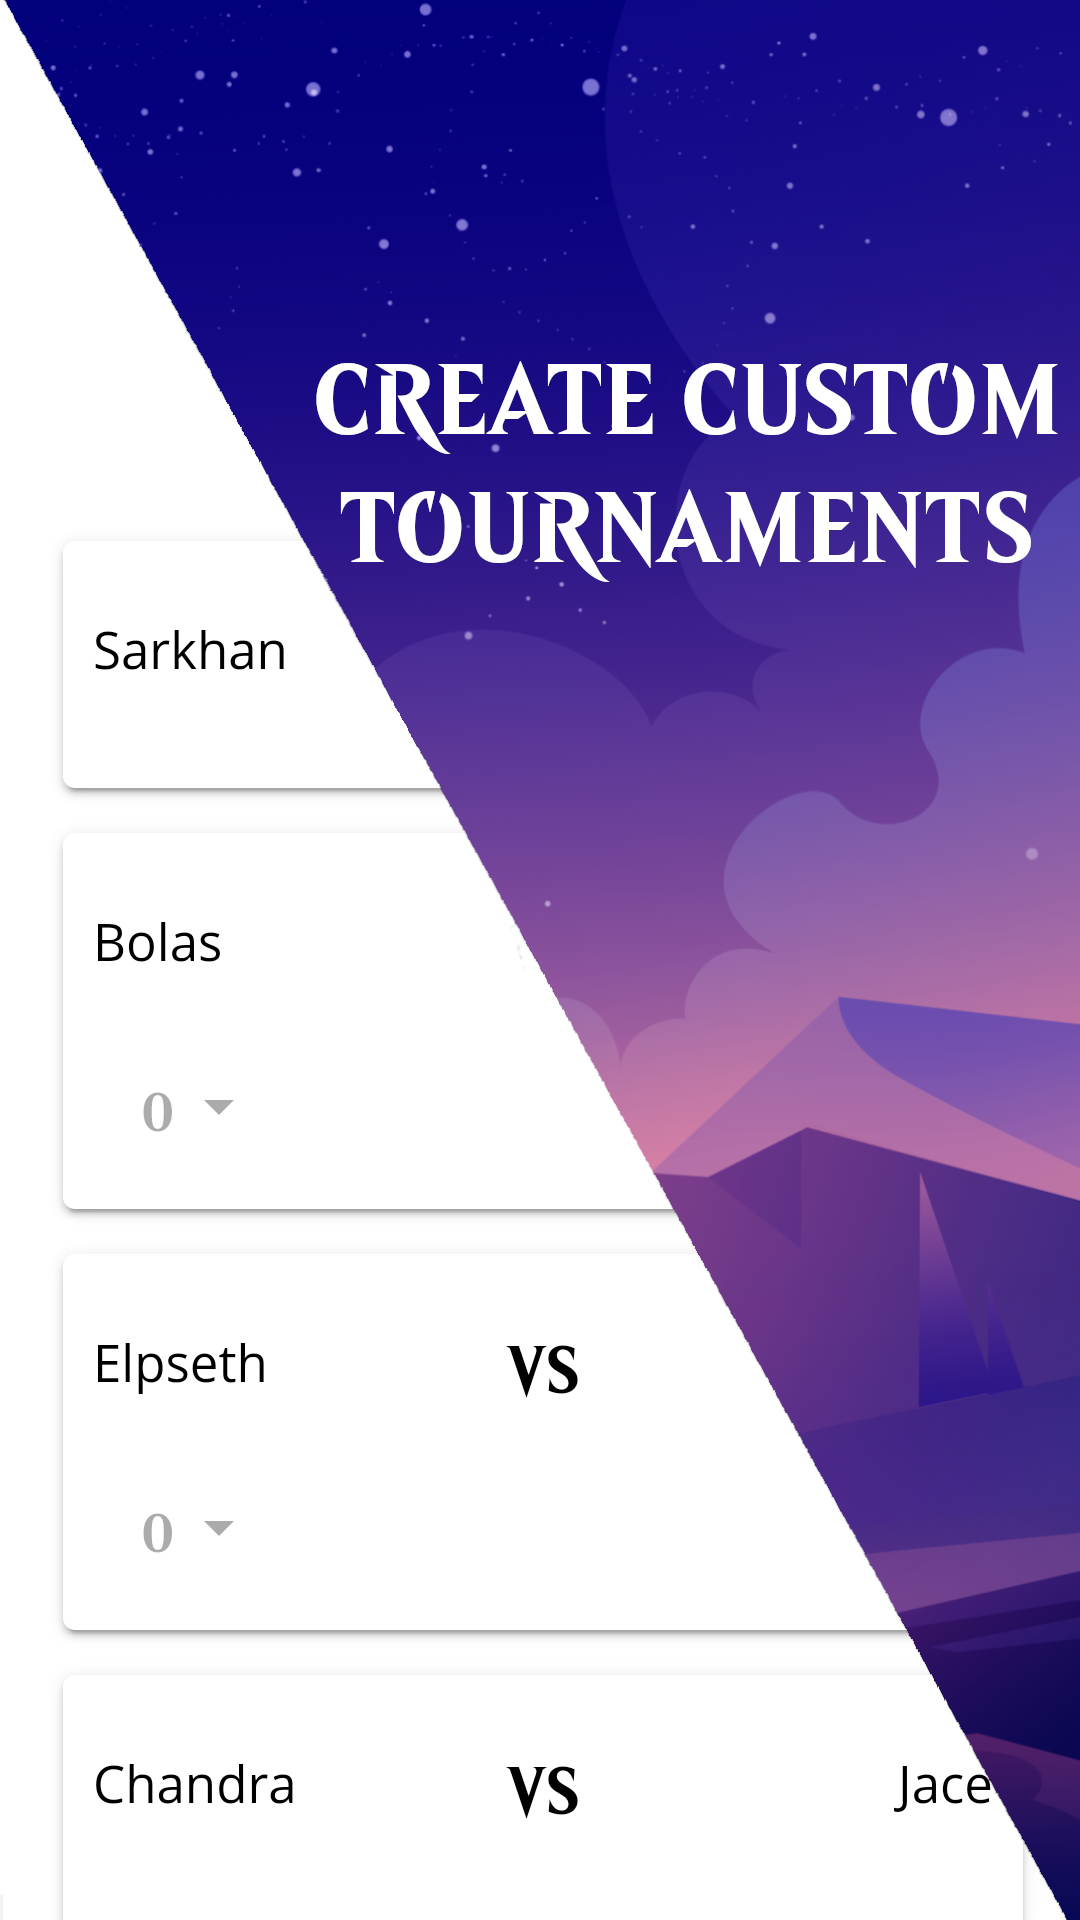 CREATE CUSTOM
TOURNAMENTS
Sarkhan
Bolas
0
Elpseth VS
0
Chandra VS Jace